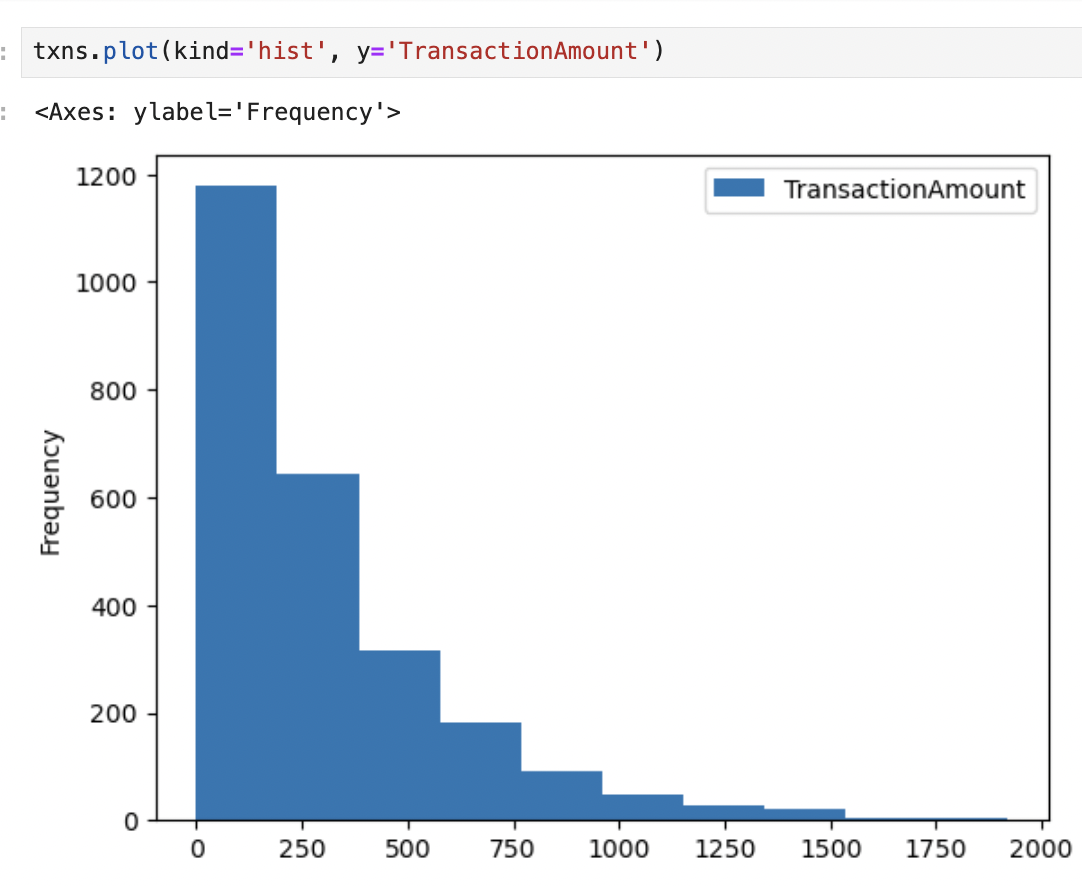 : txns.plot(kind='hist', y='TransactionAmount')
: <Axes: ylabel='Frequency'>
TransactionAmount
1200
1000
800
600
400
200
0
Frequency
0 250 500 750 1000 1250 1500 1750 2000